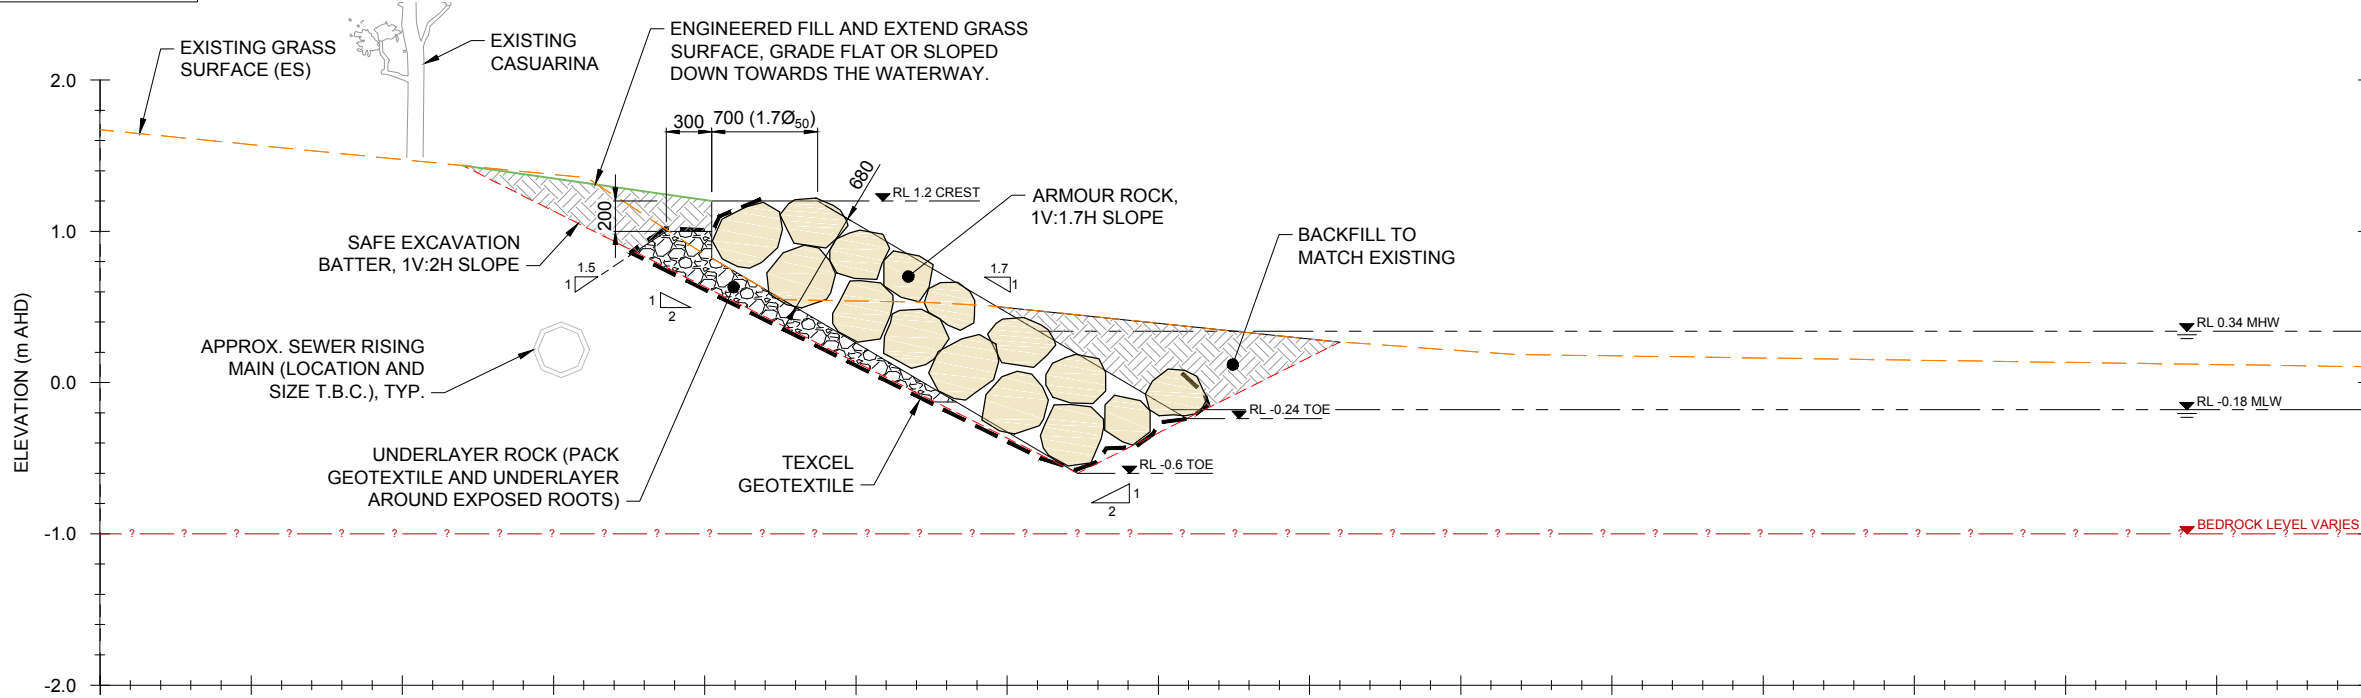 EXISTING GRASS
SURFACE (ES)
EXISTING
CASUARINA
ENGINEERED FILL AND EXTEND GRASS
SURFACE, GRADE FLAT OR SLOPED
DOWN TOWARDS THE WATERWAY.
2.0
300
700 (1.7Ø50)
680
RL 1.2 CREST
ARMOUR ROCK,
1V:1.7H SLOPE
200
1.0
SAFE EXCAVATION
BATTER, 1V:2H SLOPE
BACKFILL TO
MATCH EXISTING
1.5
1
1.7
1
1
2
ELEVATION (m AHD)
RL 0.34 MHW
APPROX. SEWER RISING
MAIN (LOCATION AND
SIZE T.B.C.), TYP.
0.0
RL -0.24 TOE
RL -0.18 MLW
UNDERLAYER ROCK (PACK
GEOTEXTILE AND UNDERLAYER
AROUND EXPOSED ROOTS)
TEXCEL
GEOTEXTILE
RL -0.6 TOE
1
2
-1.0
? ? ? ? ? ? ? ? ? ? ? ? ? ? ? ? ? ? ? ? ? ? ? ? ? ? ? ? ? ? ? ? ? ? ? ? ? ? ? ? ? ? ?
BEDROCK LEVEL VARIES
-2.0